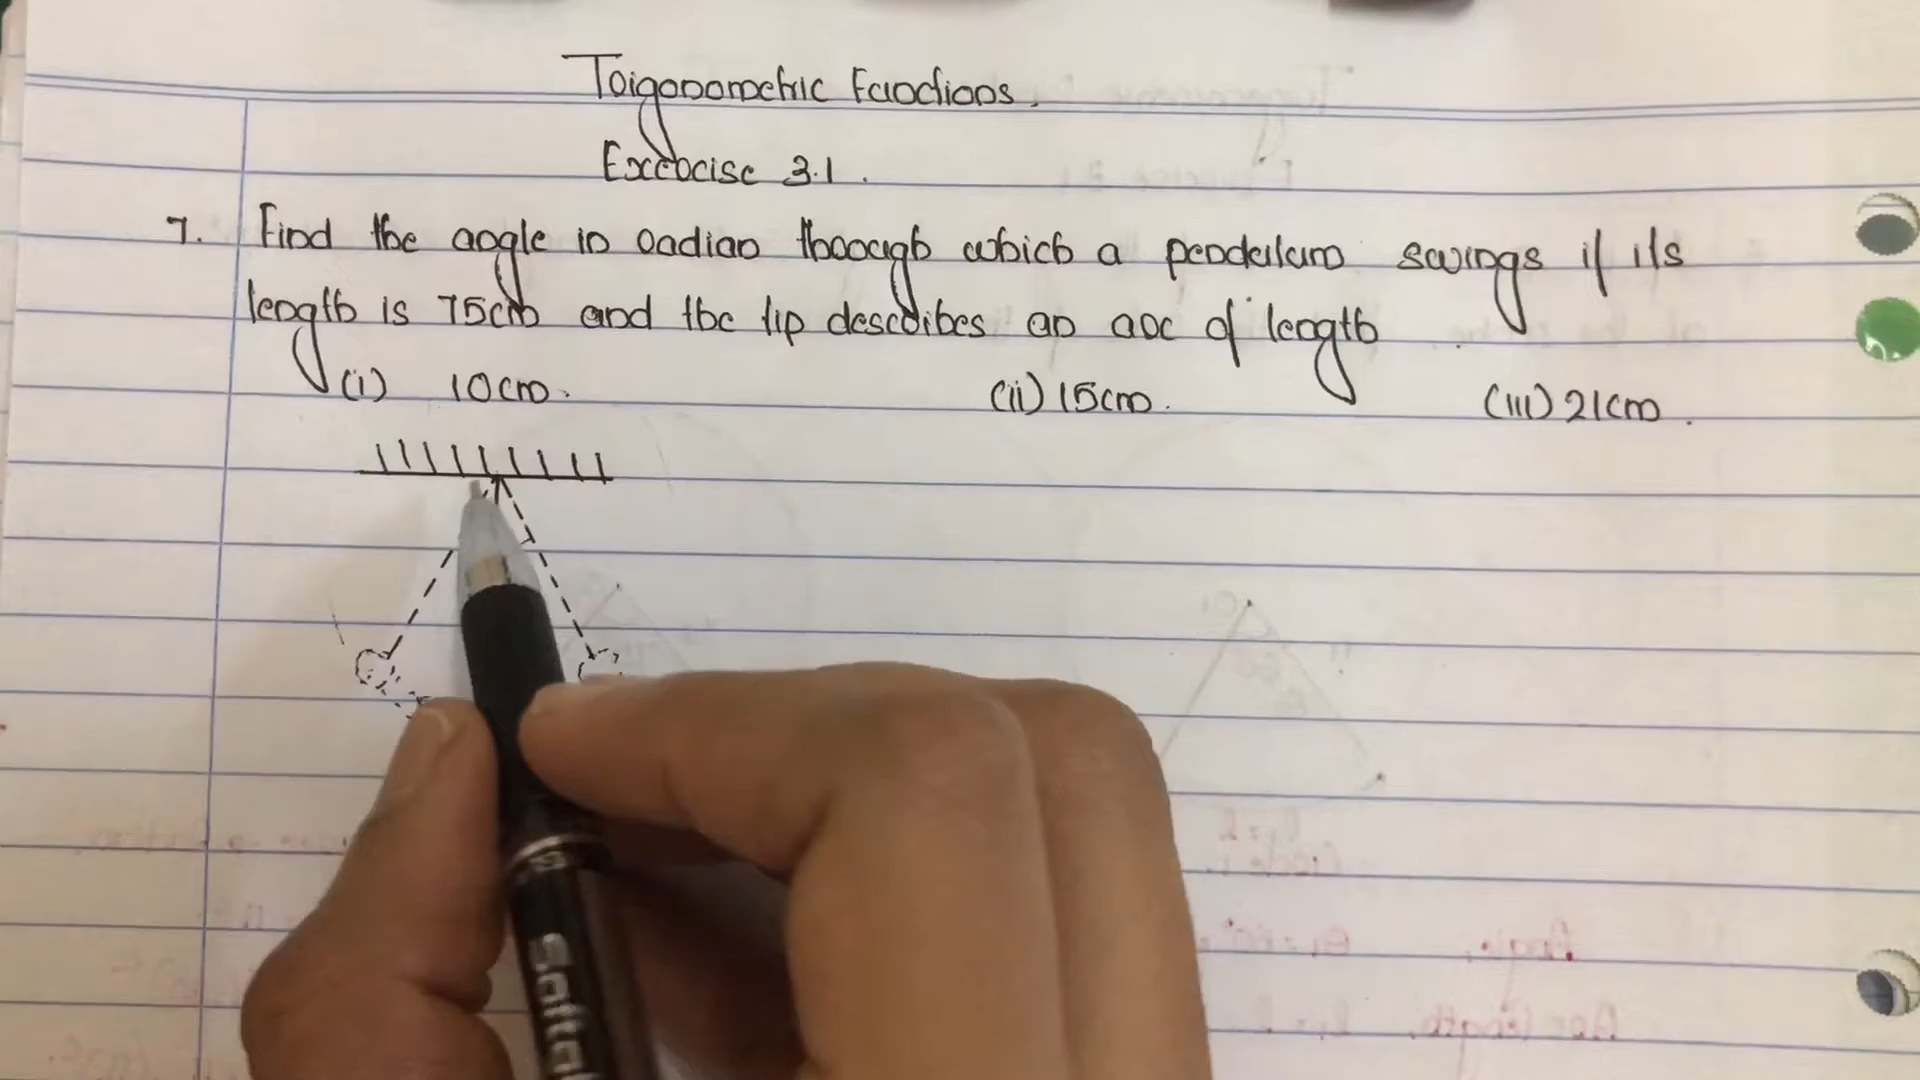 Trigonometric Functions.
Exercise 3.1.
7. Find the angle in radian through which a pendulum swings if its
length is 75cm and the tip describes an arc of length
(i) 10cm. (ii) 15cm. (iii) 21cm.